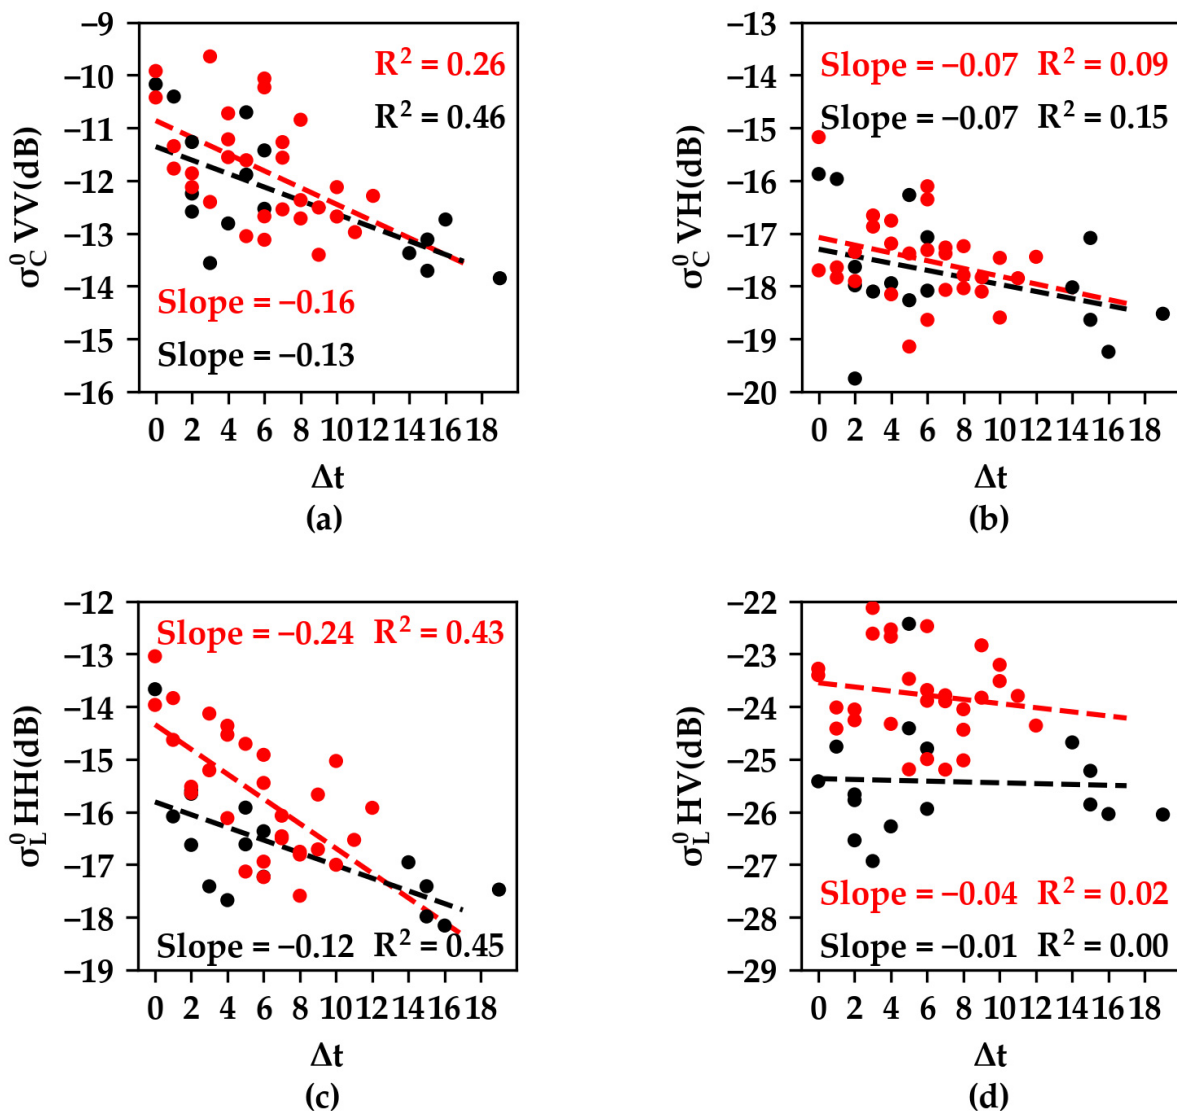 −9
−10
−11
−12
−13
−14
−15
−16
σ⁰_C VV(dB)
R² = 0.26
R² = 0.46
Slope = −0.16
Slope = −0.13
0 2 4 6 8 10 12 14 16 18
Δt
(a)
−13
−14
−15
−16
−17
−18
−19
−20
σ⁰_C VH(dB)
Slope = −0.07 R² = 0.09
Slope = −0.07 R² = 0.15
0 2 4 6 8 10 12 14 16 18
Δt
(b)
−12
−13
−14
−15
−16
−17
−18
−19
σ⁰_L HH(dB)
Slope = −0.24 R² = 0.43
Slope = −0.12 R² = 0.45
0 2 4 6 8 10 12 14 16 18
Δt
(c)
−22
−23
−24
−25
−26
−27
−28
−29
σ⁰_L HV(dB)
Slope = −0.04 R² = 0.02
Slope = −0.01 R² = 0.00
0 2 4 6 8 10 12 14 16 18
Δt
(d)